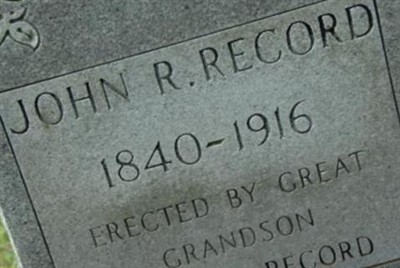 JOHN R. RECORD
1840-1916
ERECTED BY GREAT
GRANDSON
RECORD